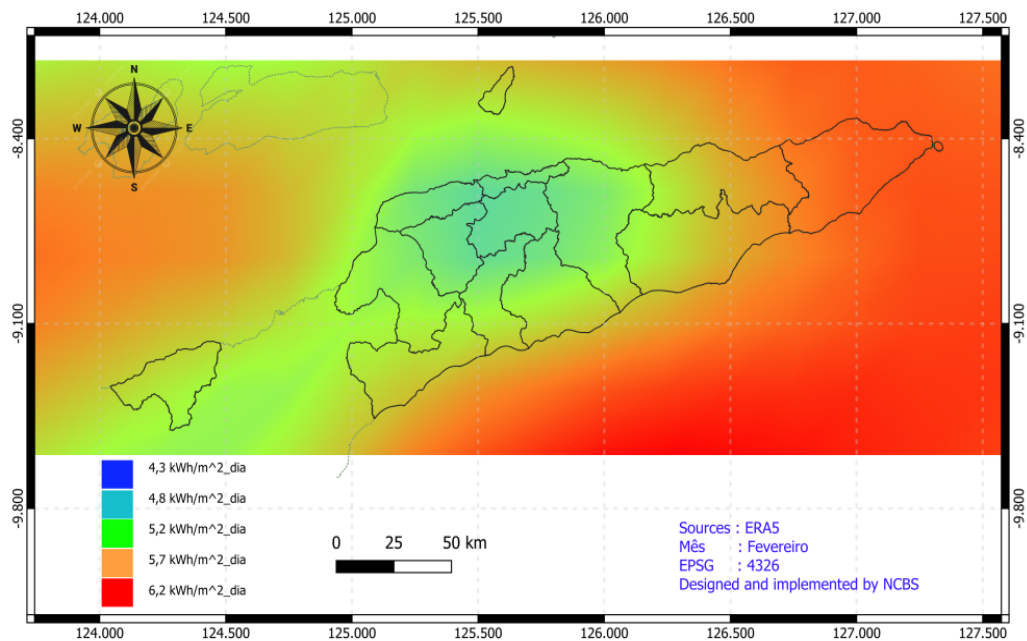 124.000 124.500 125.000 125.500 126.000 126.500 127.000 127.500
N
W E
S
-8.400 -8.400
-9.100 -9.100
-9.800 -9.800
4,3 kWh/m^2_dia
4,8 kWh/m^2_dia
5,2 kWh/m^2_dia
5,7 kWh/m^2_dia
6,2 kWh/m^2_dia
0 25 50 km
Sources : ERA5
Mês : Fevereiro
EPSG : 4326
Designed and implemented by NCBS
124.000 124.500 125.000 125.500 126.000 126.500 127.000 127.500